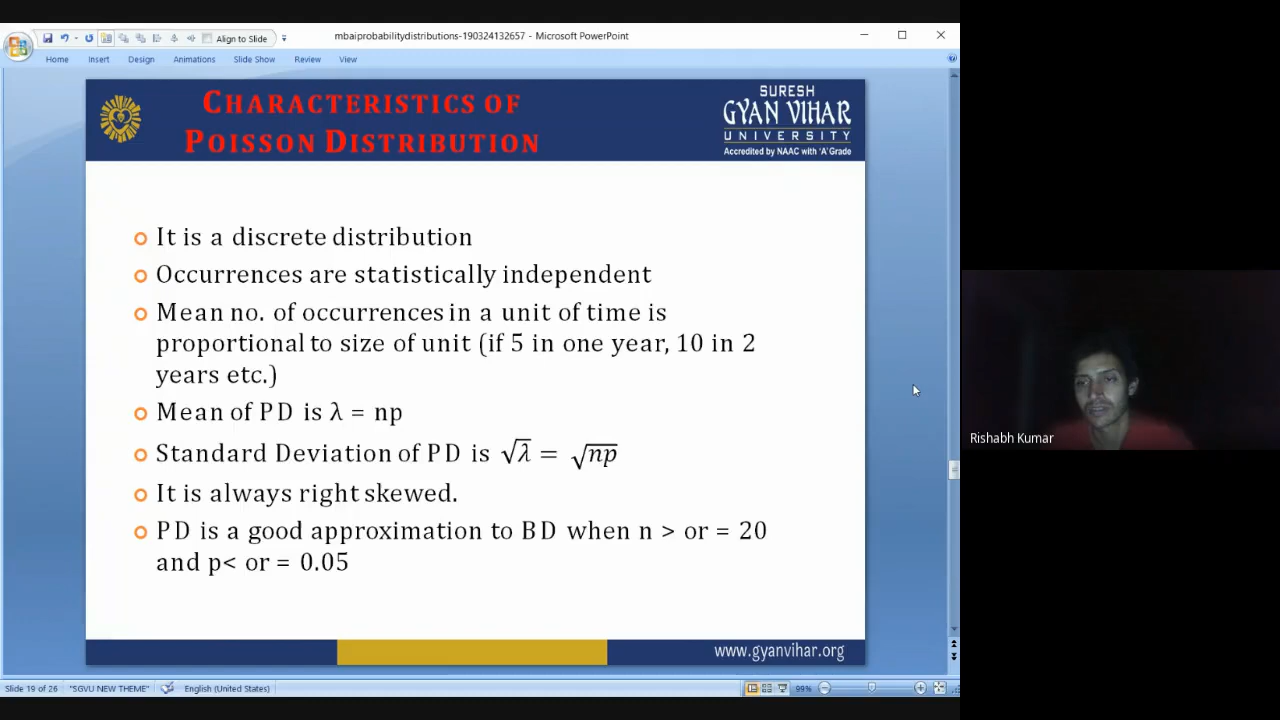 Align to Slide
mbaiprobabilitydistributions-190324132657 - Microsoft PowerPoint
Home Insert Design Animations Slide Show Review View
CHARACTERISTICS OF
POISSON DISTRIBUTION
SURESH
GYAN VIHAR
UNIVERSITY
Accredited by NAAC with 'A' Grade
It is a discrete distribution
Occurrences are statistically independent
Mean no. of occurrences in a unit of time is
proportional to size of unit (if 5 in one year, 10 in 2
years etc.)
Mean of PD is λ = np
Standard Deviation of PD is √λ = √np
It is always right skewed.
PD is a good approximation to BD when n > or = 20
and p< or = 0.05
www.gyanvihar.org
Rishabh Kumar
Slide 19 of 26 "SGVU NEW THEME" English (United States) 99%